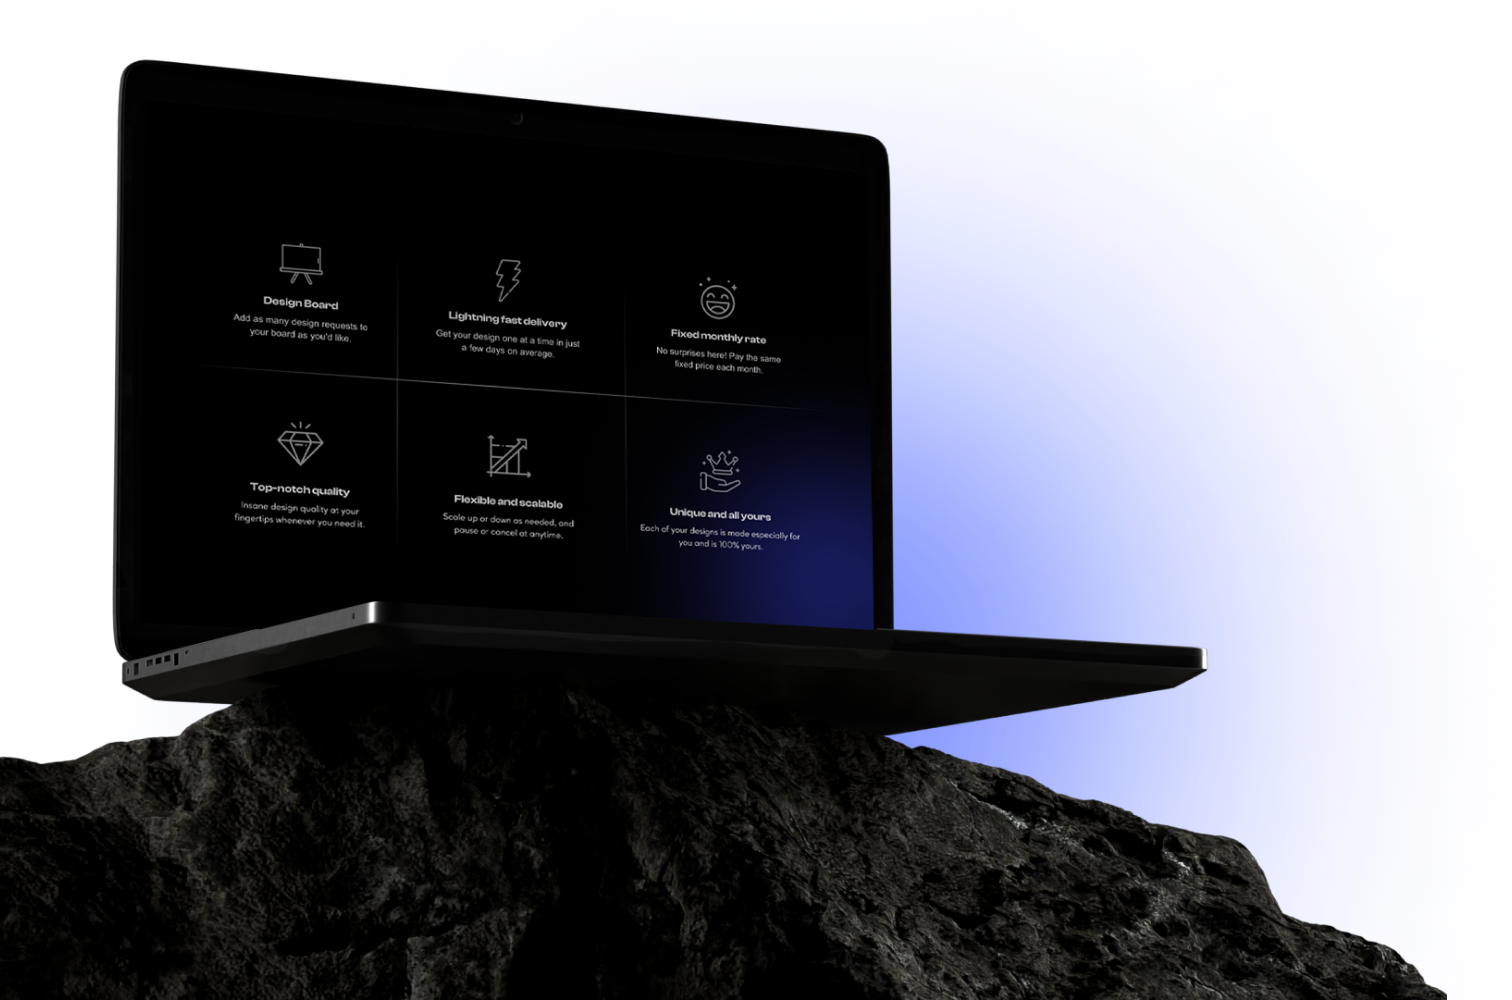 Design Board
Add as many design requests to
your board as you'd like.
Lightning fast delivery
Get your design one at a time in just
a few days on average.
Fixed monthly rate
No surprises here! Pay the same
fixed price each month.
Top-notch quality
Insane design quality at your
fingertips whenever you need it.
Flexible and scalable
Scale up or down as needed, and
pause or cancel at anytime.
Unique and all yours
Each of your designs is made especially for
you and is 100% yours.